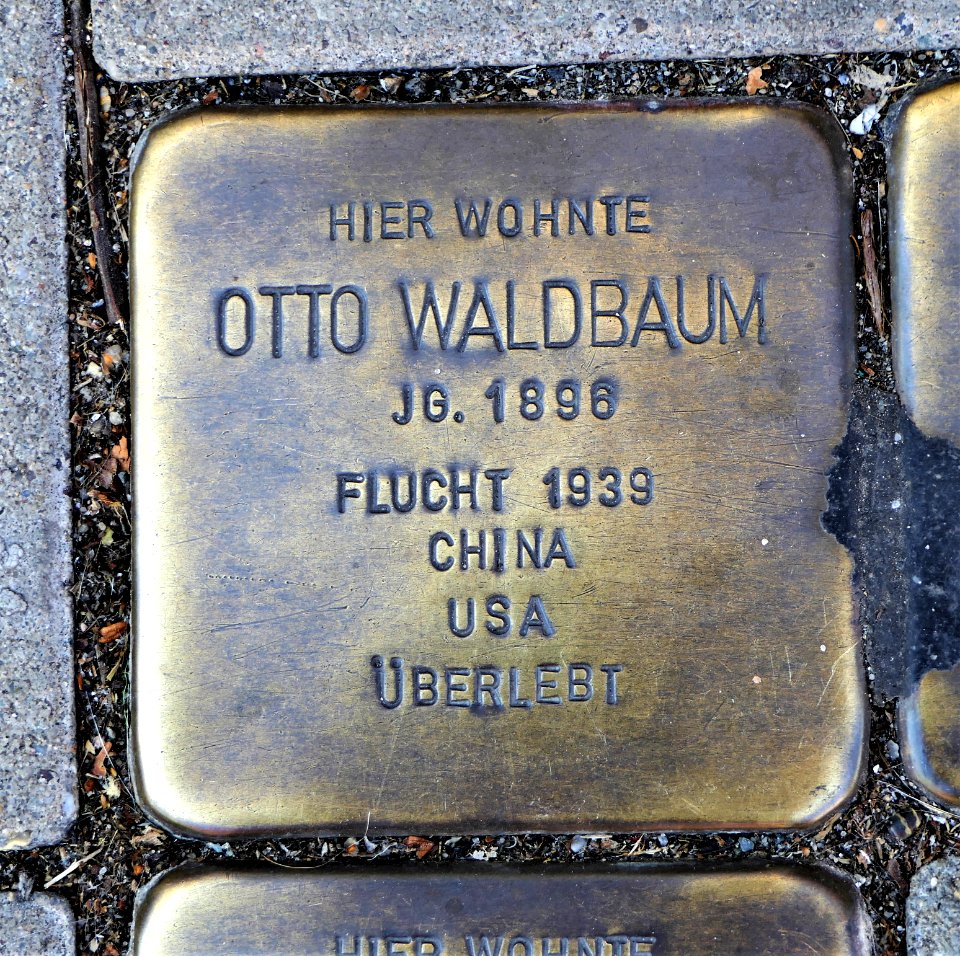 HIER WOHNTE
OTTO WALDBAUM
JG. 1896
FLUCHT 1939
CHINA
USA
ÜBERLEBT
HIER WOHNTE